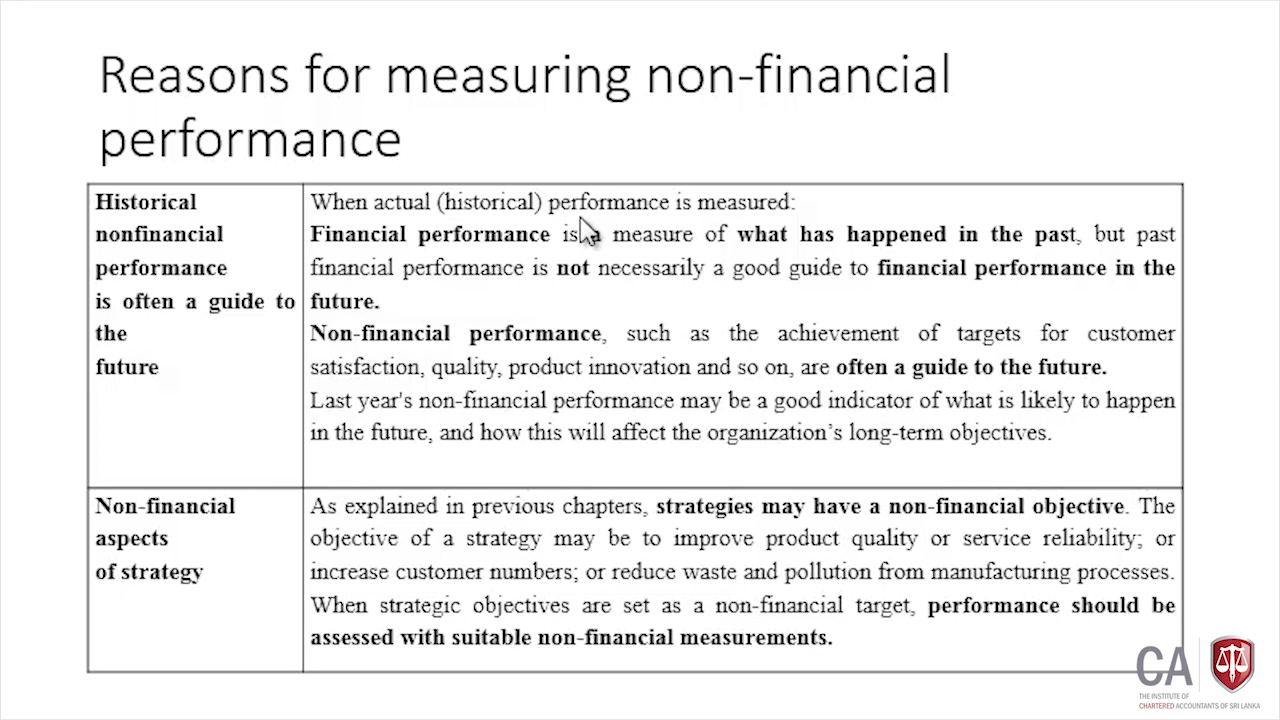 Reasons for measuring non-financial
performance
Historical
nonfinancial
performance
is often a guide to
the
future
When actual (historical) performance is measured:
Financial performance is a measure of what has happened in the past, but past
financial performance is not necessarily a good guide to financial performance in the
future.
Non-financial performance, such as the achievement of targets for customer
satisfaction, quality, product innovation and so on, are often a guide to the future.
Last year's non-financial performance may be a good indicator of what is likely to happen
in the future, and how this will affect the organization's long-term objectives.
Non-financial
aspects
of strategy
As explained in previous chapters, strategies may have a non-financial objective. The
objective of a strategy may be to improve product quality or service reliability; or
increase customer numbers; or reduce waste and pollution from manufacturing processes.
When strategic objectives are set as a non-financial target, performance should be
assessed with suitable non-financial measurements.
CA
THE INSTITUTE OF
CHARTERED ACCOUNTANTS OF SRI LANKA